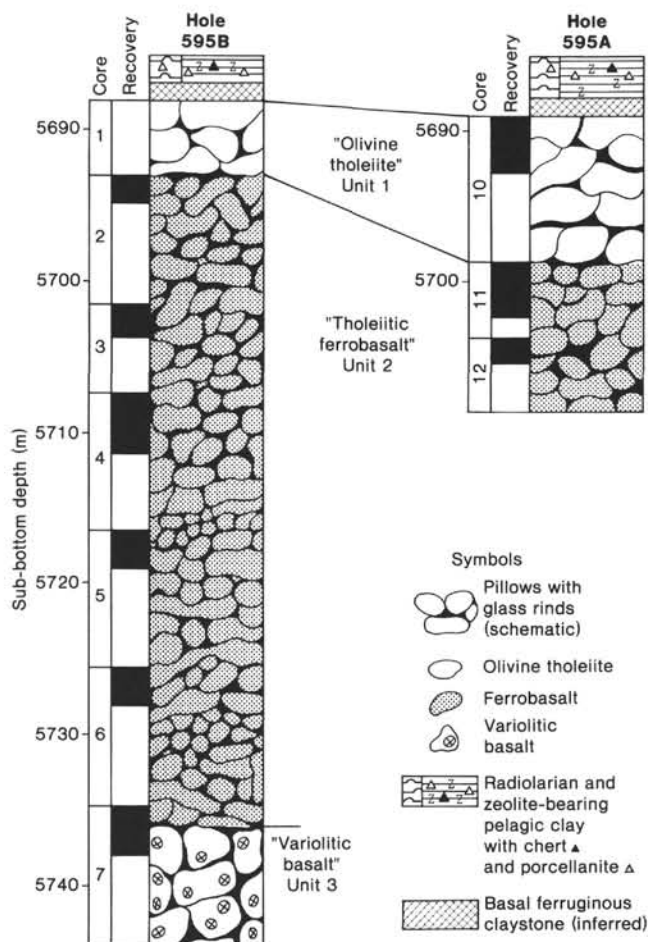 Hole
595B
Hole
595A
Core
Recovery
Core
Recovery
Sub-bottom depth (m)
5690
5700
5710
5720
5730
5740
1
2
3
4
5
6
7
5690
5700
10
11
12
"Olivine
tholeiite"
Unit 1
"Tholeiitic
ferrobasalt"
Unit 2
"Variolitic
basalt"
Unit 3
Z
Z
Z
Z
Z
Z
Symbols
Pillows with
glass rinds
(schematic)
Olivine tholeiite
Ferrobasalt
Variolitic
basalt
Z
Z
Z
Radiolarian and
zeolite-bearing
pelagic clay
with chert ▲
and porcellanite △
Basal ferruginous
claystone (inferred)